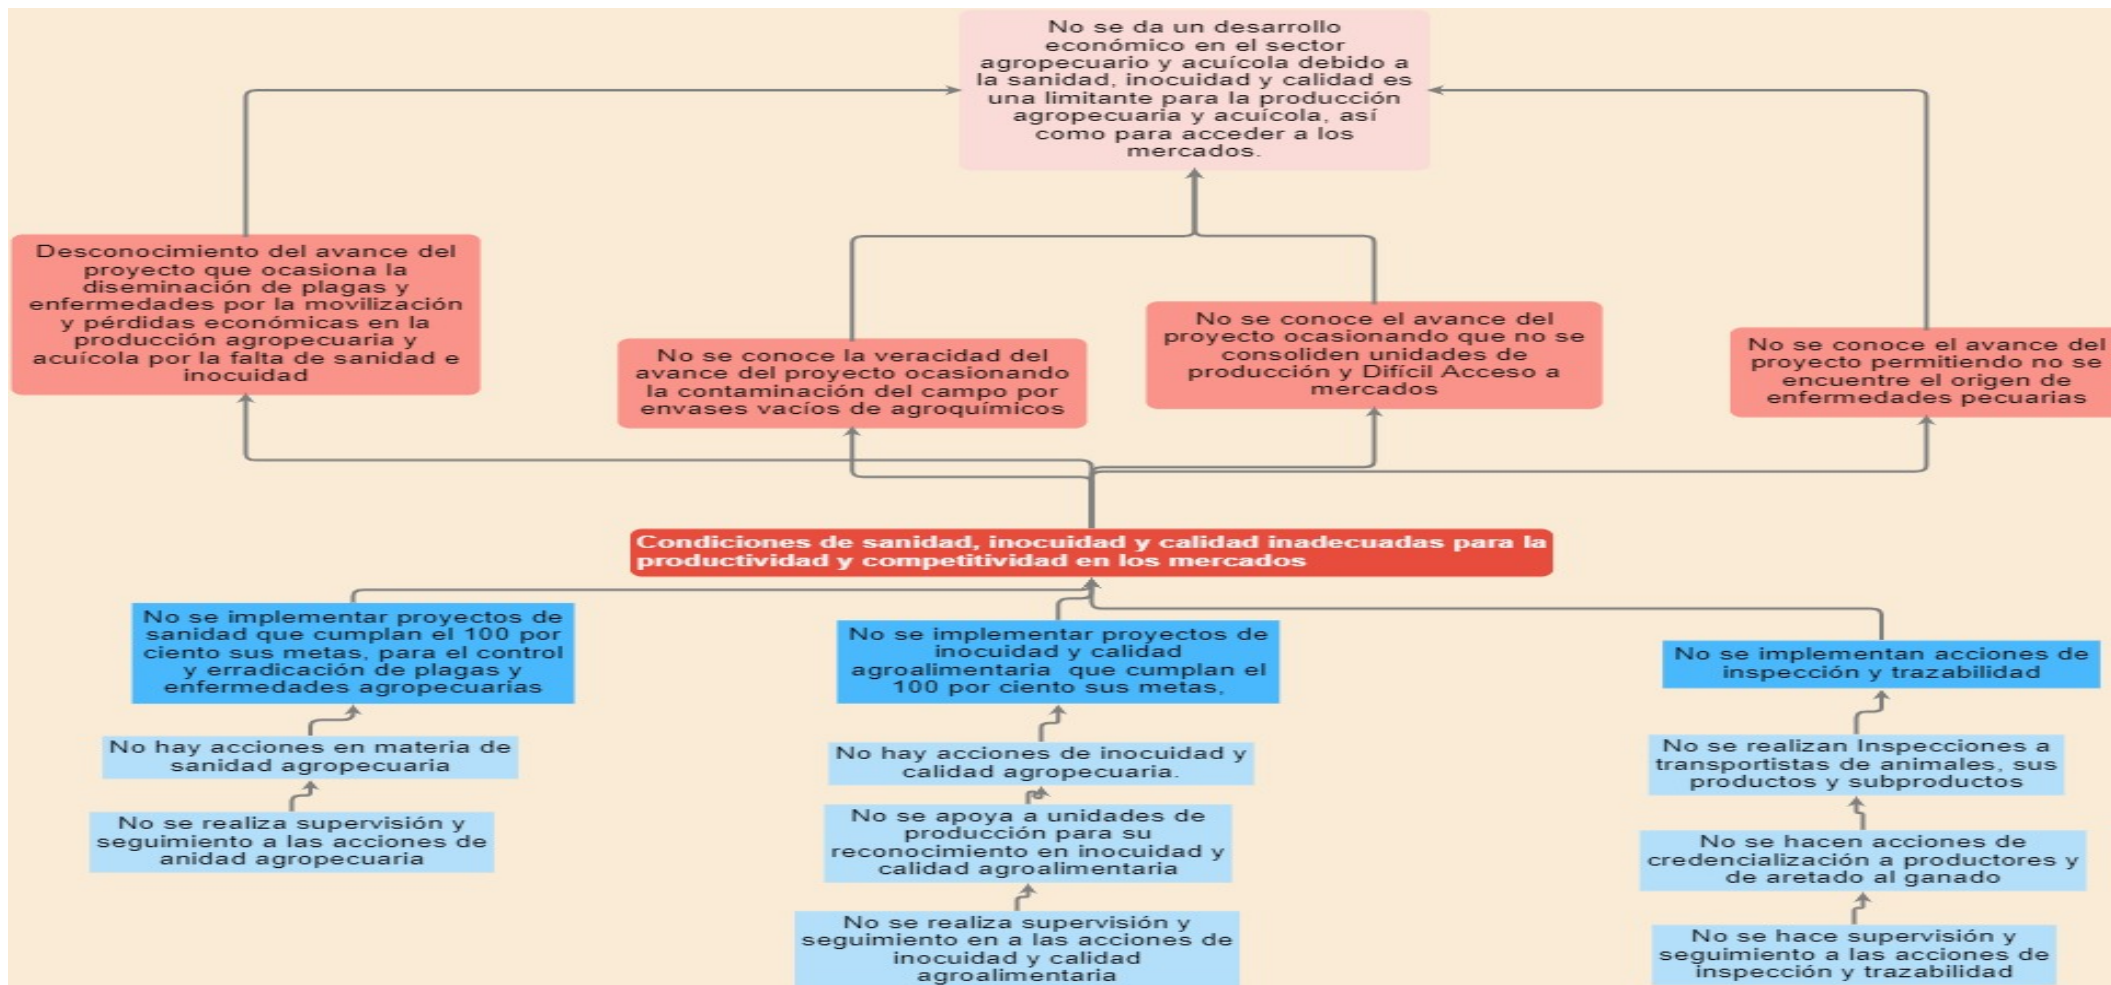 No se da un desarrollo
económico en el sector
agropecuario y acuícola debido a
la sanidad, inocuidad y calidad es
una limitante para la producción
agropecuaria y acuícola, así
como para acceder a los
mercados.
Desconocimiento del avance del
proyecto que ocasiona la
diseminación de plagas y
enfermedades por la movilización
y pérdidas económicas en la
producción agropecuaria y
acuícola por la falta de sanidad e
inocuidad
No se conoce la veracidad del
avance del proyecto ocasionando
la contaminación del campo por
envases vacíos de agroquímicos
No se conoce el avance del
proyecto ocasionando que no se
consoliden unidades de
producción y Difícil Acceso a
mercados
No se conoce el avance del
proyecto permitiendo no se
encuentre el origen de
enfermedades pecuarias
Condiciones de sanidad, inocuidad y calidad inadecuadas para la
productividad y competitividad en los mercados
No se implementar proyectos de
sanidad que cumplan el 100 por
ciento sus metas, para el control
y erradicación de plagas y
enfermedades agropecuarias
No hay acciones en materia de
sanidad agropecuaria
No se realiza supervisión y
seguimiento a las acciones de
anidad agropecuaria
No se implementar proyectos de
inocuidad y calidad
agroalimentaria que cumplan el
100 por ciento sus metas,
No hay acciones de inocuidad y
calidad agropecuaria.
No se apoya a unidades de
producción para su
reconocimiento en inocuidad y
calidad agroalimentaria
No se realiza supervisión y
seguimiento en a las acciones de
inocuidad y calidad
agroalimentaria
No se implementan acciones de
inspección y trazabilidad
No se realizan Inspecciones a
transportistas de animales, sus
productos y subproductos
No se hacen acciones de
credencialización a productores y
de aretado al ganado
No se hace supervisión y
seguimiento a las acciones de
inspección y trazabilidad